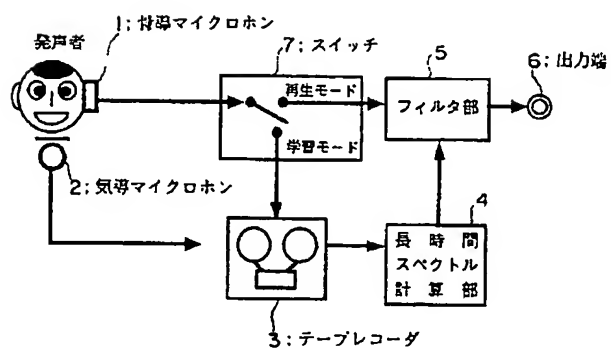 1; 骨導マイクロホン
発声者
7; スイッチ
5
6; 出力端
再生モード
フィルタ部
学習モード
2; 気導マイクロホン
4
長時間
スペクトル
計算部
3; テープレコーダ